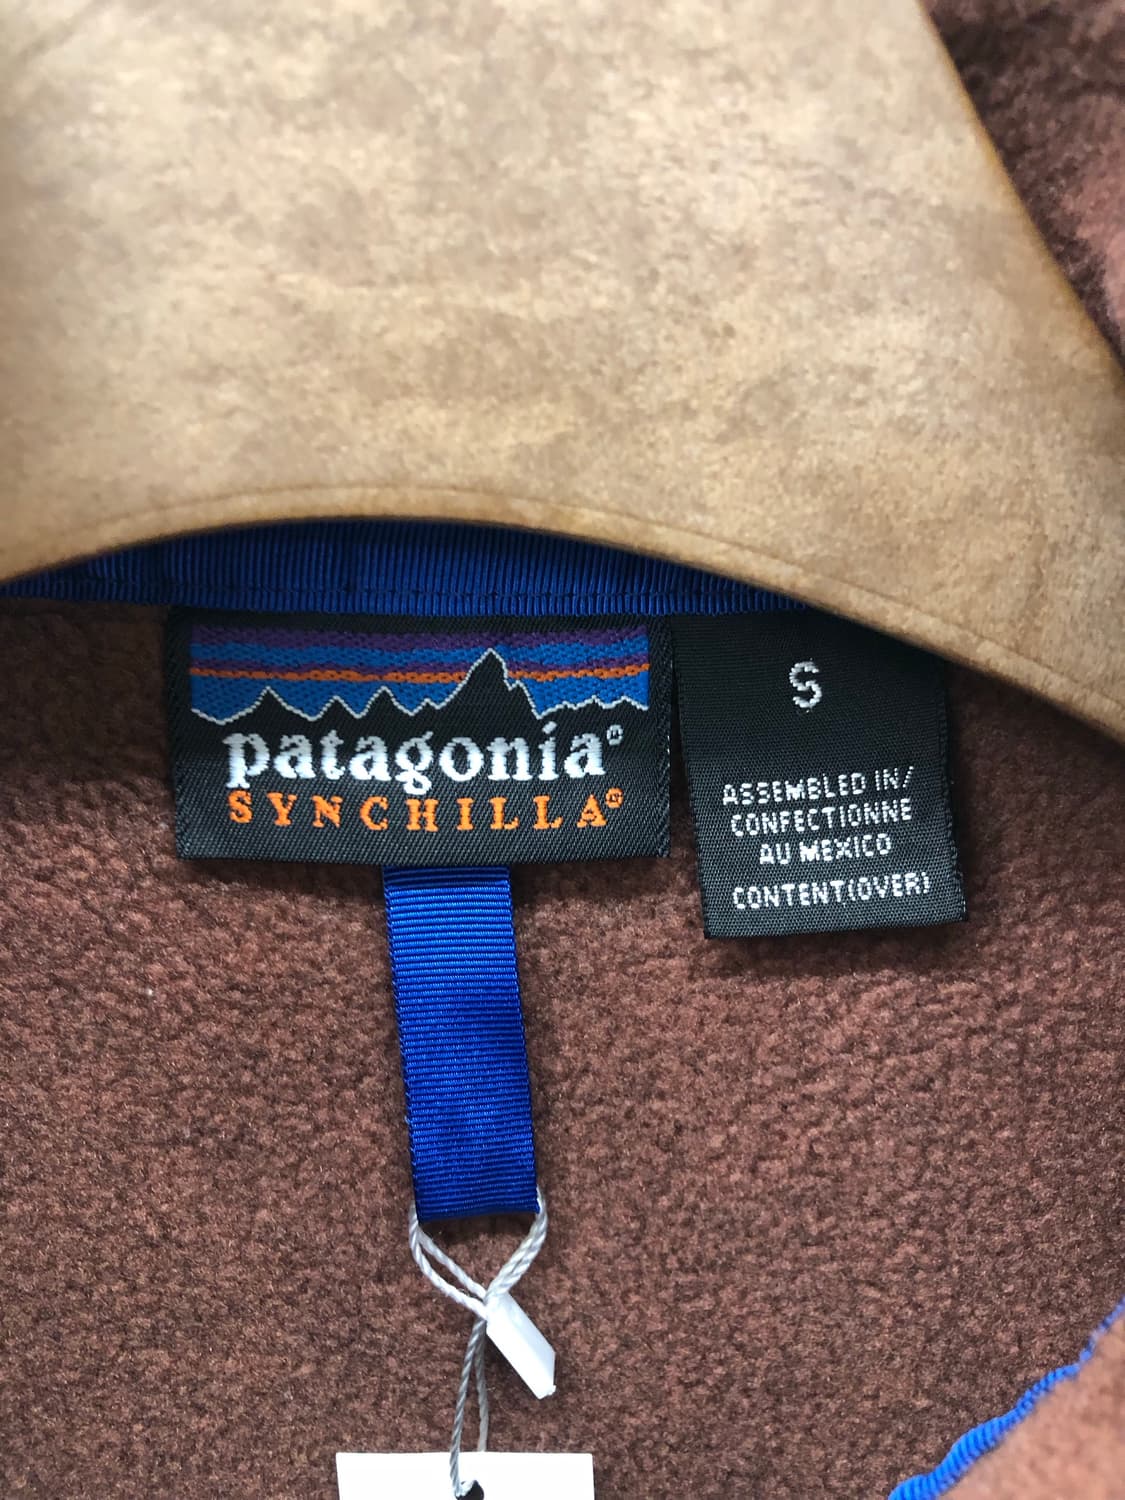 patagonia®
SYNCHILLA®
S
ASSEMBLED IN/
CONFECTIONNE
AU MEXICO
CONTENT(OVER)